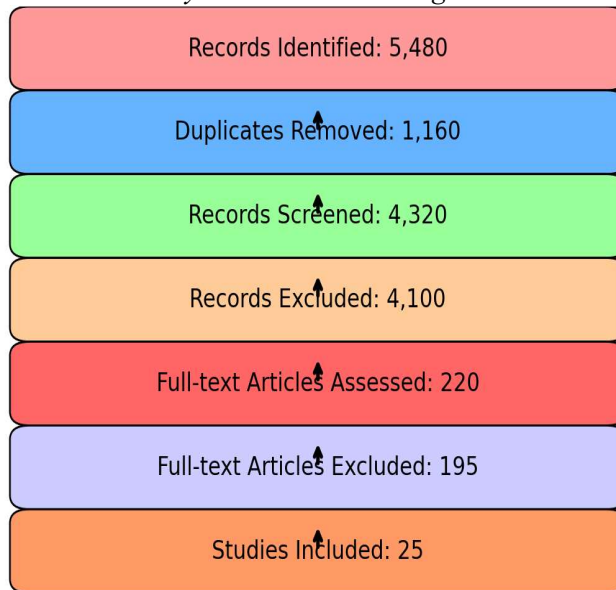 Records Identified: 5,480
Duplicates Removed: 1,160
Records Screened: 4,320
Records Excluded: 4,100
Full-text Articles Assessed: 220
Full-text Articles Excluded: 195
Studies Included: 25